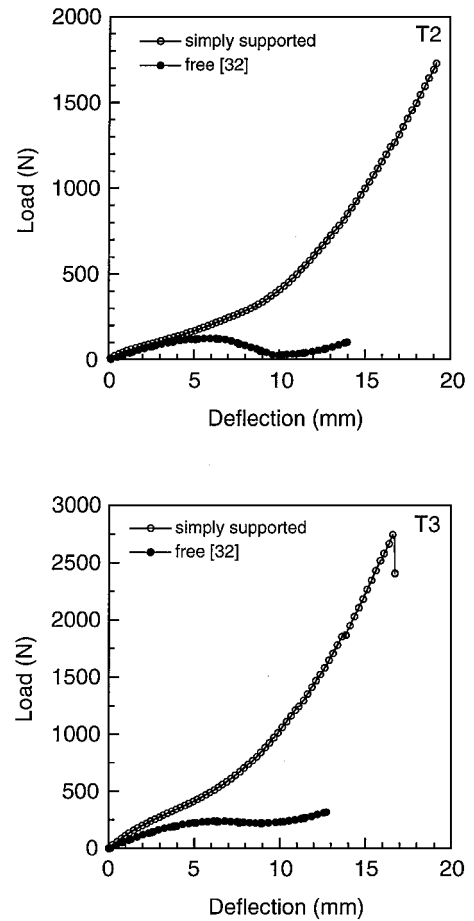 2000
T2
simply supported
free [32]
1500
1000
500
0
Load (N)
0 5 10 15 20
Deflection (mm)
3000
T3
simply supported
free [32]
2500
2000
1500
1000
500
0
Load (N)
0 5 10 15 20
Deflection (mm)